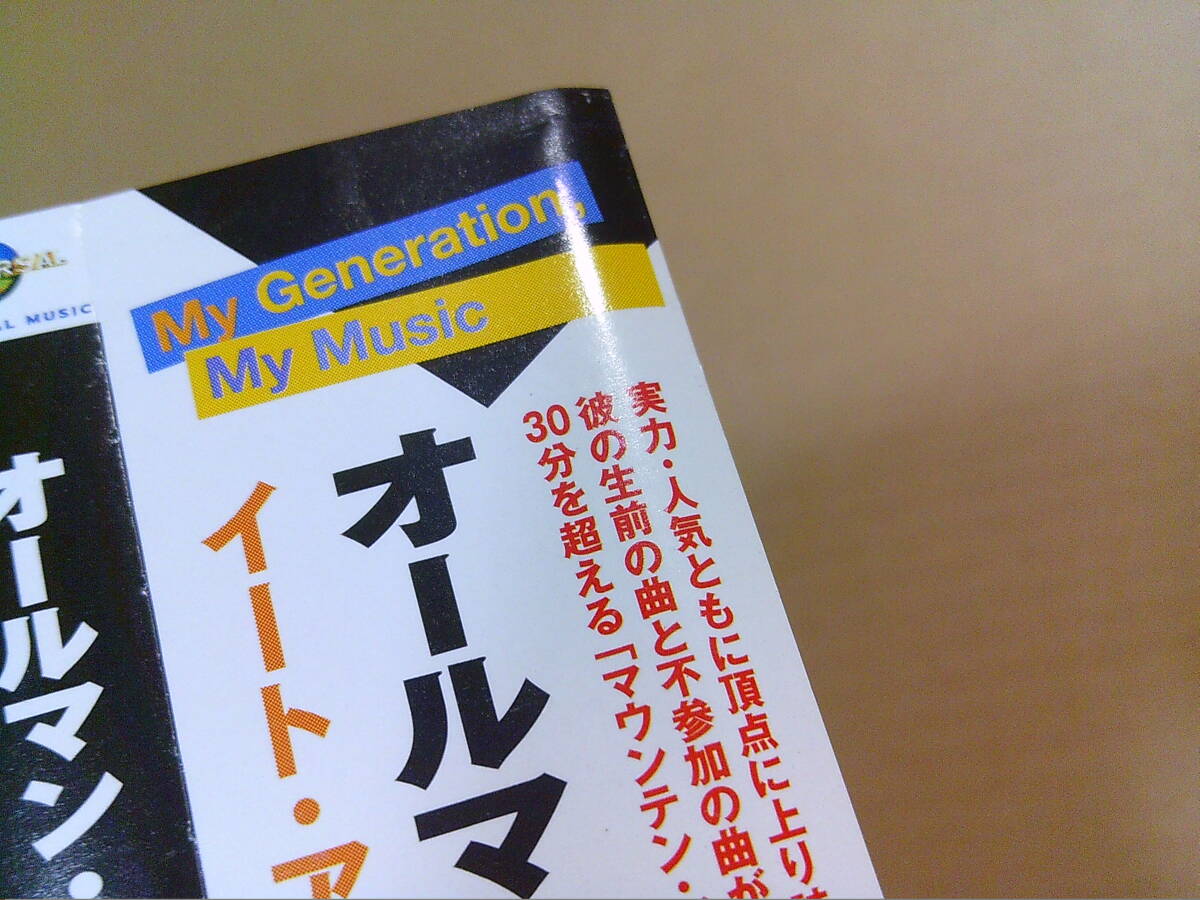 My Generation,
My Music
実力・人気ともに頂点に上り
彼の生前の曲と不参加の曲が
30分を超える「マウンテン・
オールマ
イート・ア
RSAL
AL MUSIC
オールマン・